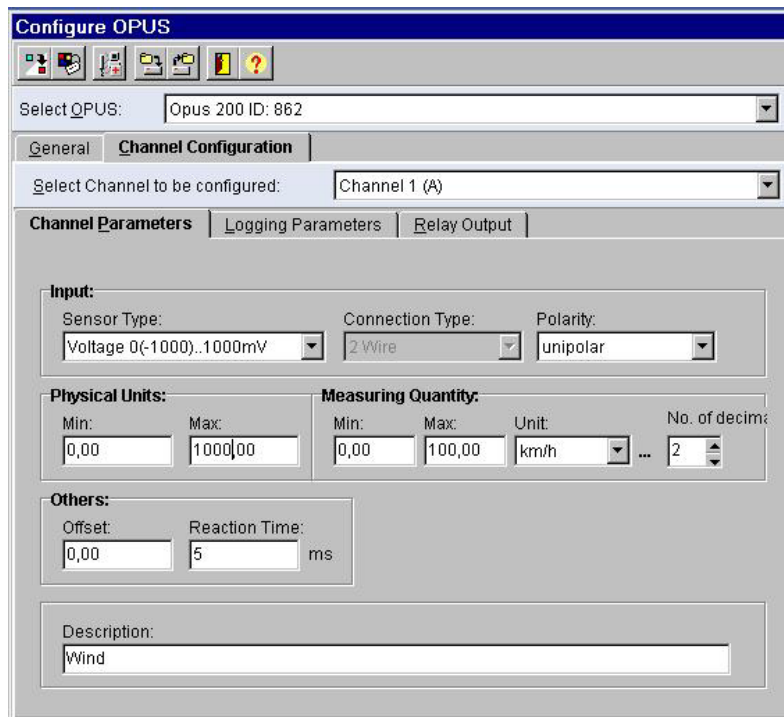 Configure OPUS
Select OPUS: Opus 200 ID: 862
General Channel Configuration
Select Channel to be configured: Channel 1 (A)
Channel Parameters Logging Parameters Relay Output
Input:
Sensor Type: Connection Type: Polarity:
Voltage 0(-1000)..1000mV 2 Wire unipolar
Physical Units: Measuring Quantity:
Min: Max: Min: Max: Unit: No. of decima
0,00 1000,00 0,00 100,00 km/h ... 2
Others:
Offset: Reaction Time:
0,00 5 ms
Description:
Wind